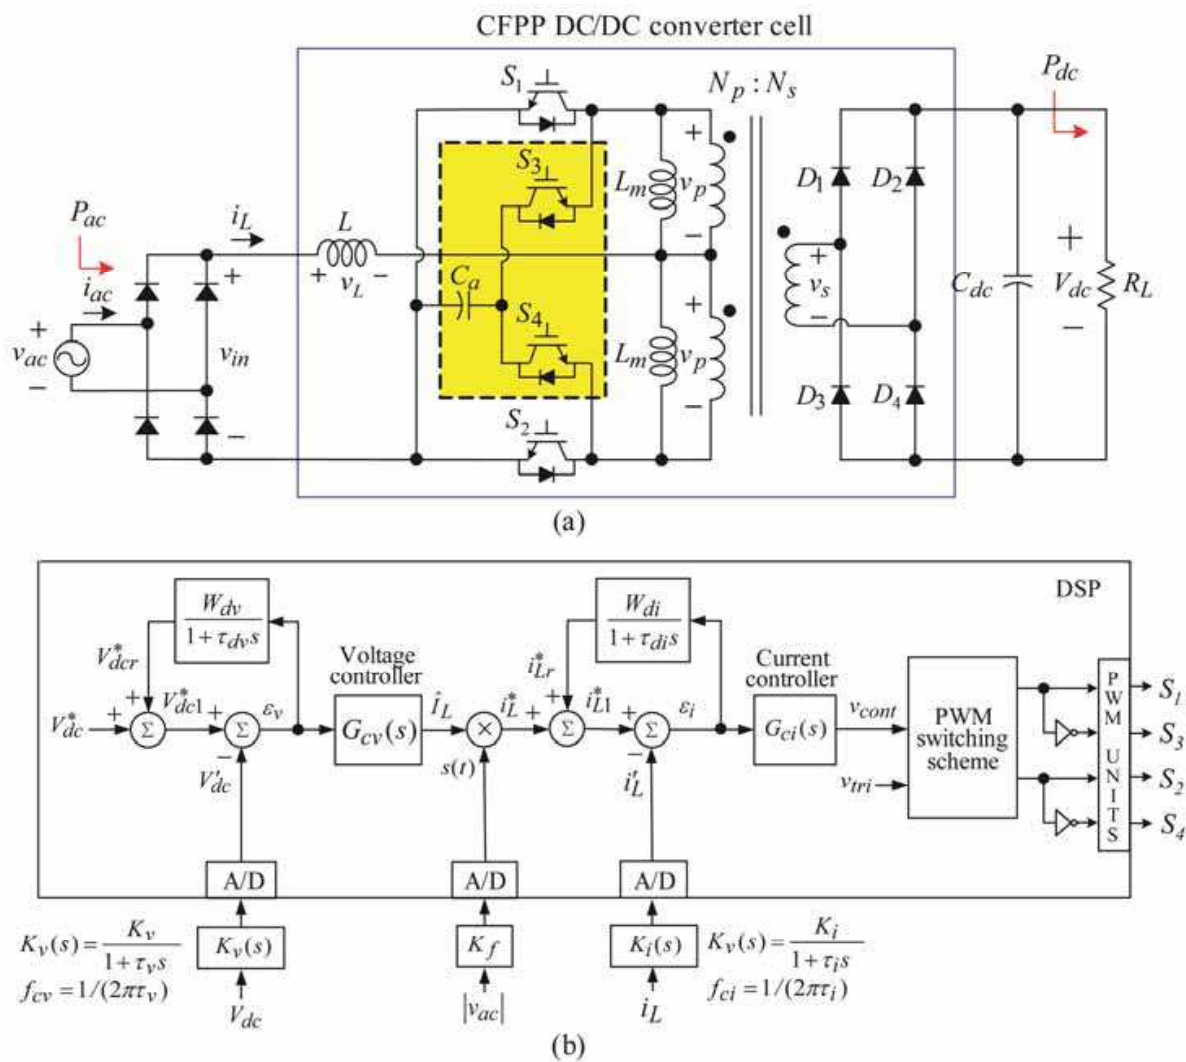 CFPP DC/DC converter cell
S1
Np : Ns
Pdc
S3
Lm
vp
D1
D2
Pac
iL
L
iac
vL
Ca
S4
vs
Cdc
Vdc
RL
vac
vin
Lm
vp
D3
D4
S2
(a)
DSP
Wdv
1+τdvs
Wdi
1+τdis
V*dcr
Voltage
controller
i*Lr
Current
controller
V*dc
V*dc1
εv
Gcv(s)
ÎL
i*L
i*L1
εi
Gci(s)
vcont
PWM
switching
scheme
PWM UNITS
S1
S3
S2
S4
V'dc
s(t)
i'L
vtri
A/D
A/D
A/D
Kv(s) = Kv
1+τvs
Kv(s)
Kf
Ki(s)
Kv(s) = Ki
1+τis
fcv = 1/(2πτv)
fci = 1/(2πτi)
Vdc
|vac|
iL
(b)